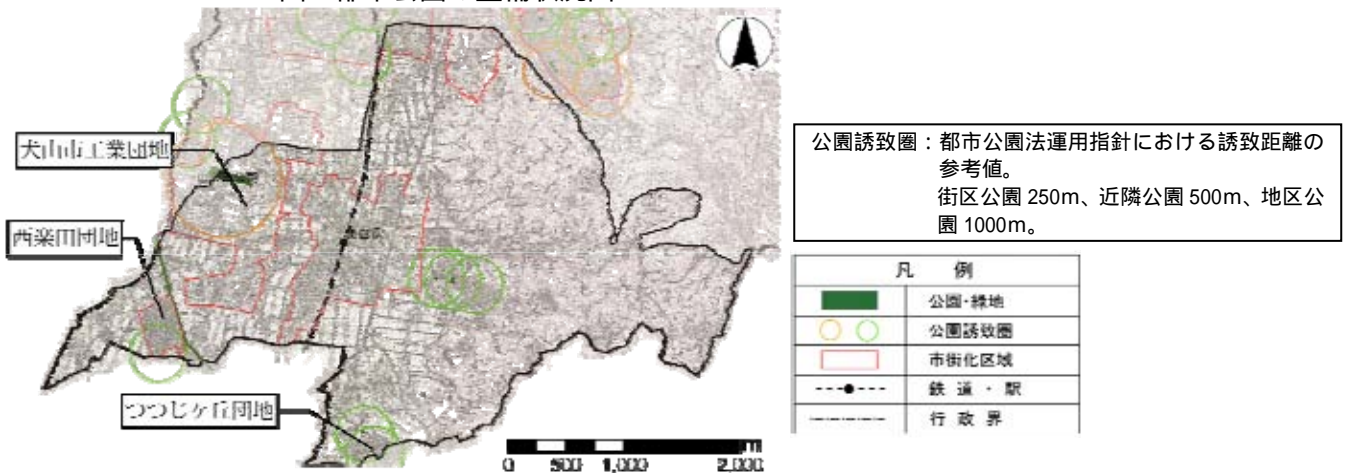 犬山市工業団地
西楽田団地
つつじヶ丘団地
公園誘致圏：都市公園法運用指針における誘致距離の
参考値。
街区公園 250m、近隣公園 500m、地区公
園 1000m。
凡 例
公園・緑地
公園誘致圏
市街化区域
鉄 道 ・ 駅
行 政 界
m
0 500 1,000 2,000